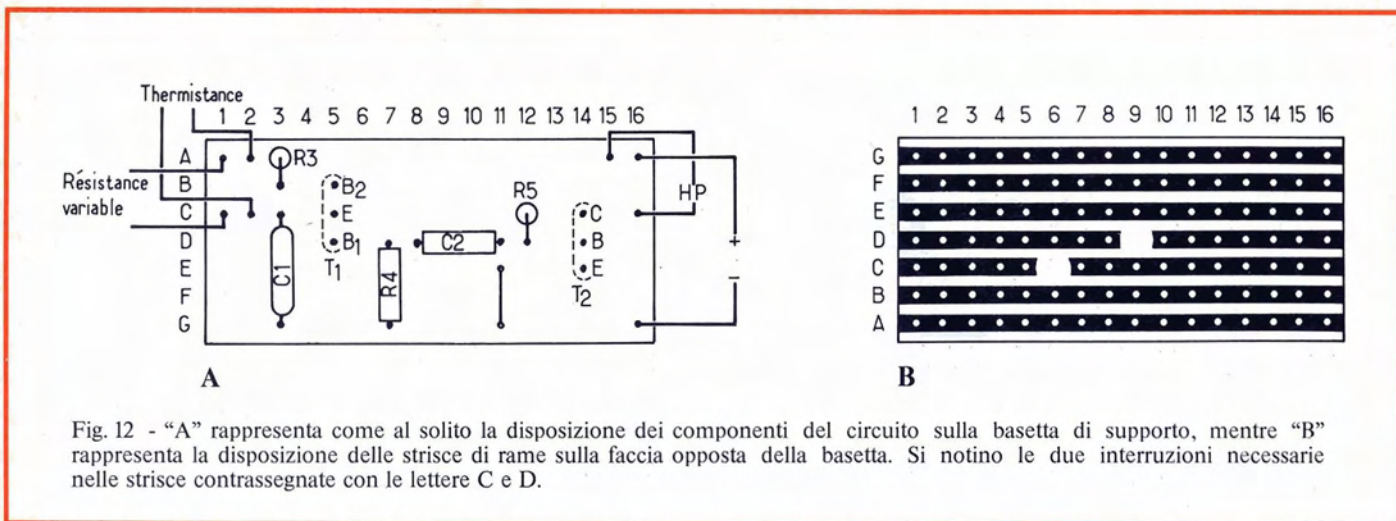 Thermistance
1 2 3 4 5 6 7 8 9 10 11 12 13 14 15 16
A
B
C
D
E
F
G
Résistance
variable
R3
B2
E
B1
T1
C1
R4
C2
R5
C
B
E
T2
HP
+
-
A
1 2 3 4 5 6 7 8 9 10 11 12 13 14 15 16
G
F
E
D
C
B
A
B
Fig. 12 - “A” rappresenta come al solito la disposizione dei componenti del circuito sulla basetta di supporto, mentre “B”
rappresenta la disposizione delle strisce di rame sulla faccia opposta della basetta. Si notino le due interruzioni necessarie
nelle strisce contrassegnate con le lettere C e D.